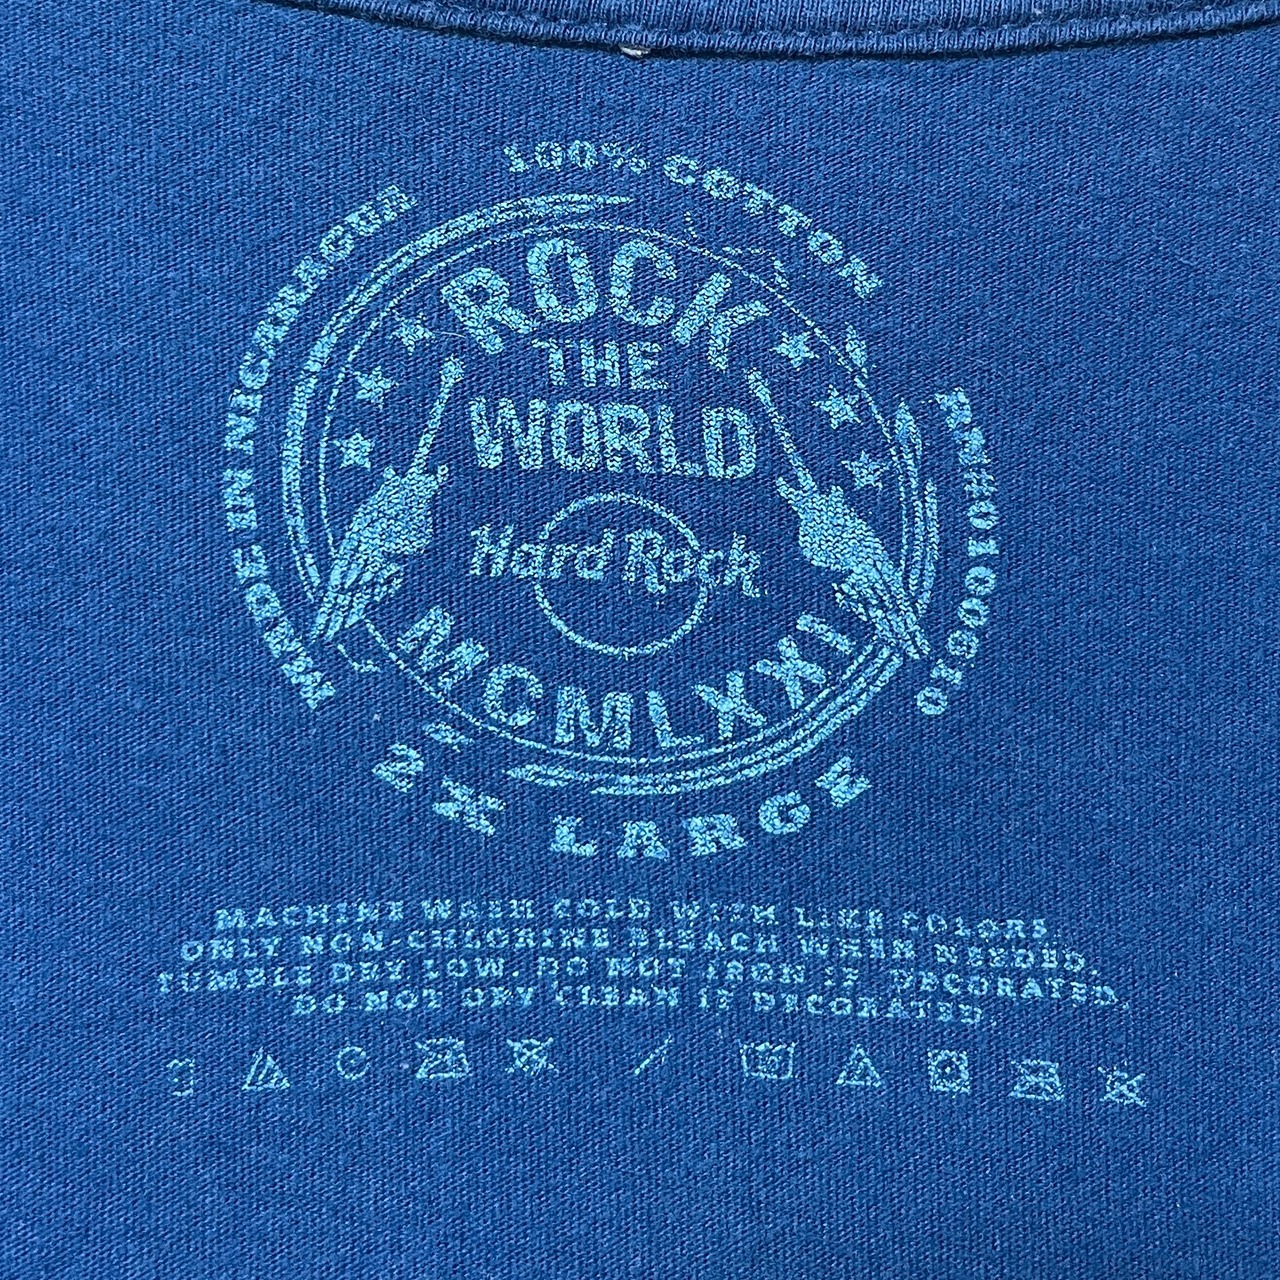 100% COTTON
MADE IN NICARAGUA
ROCK
THE
WORLD
Hard Rock
MCMLXXI
2X LARGE
MACHINE WASH COLD WITH LIKE COLORS.
ONLY NON-CHLORINE BLEACH WHEN NEEDED.
TUMBLE DRY LOW. DO NOT IRON IF DECORATED.
DO NOT DRY CLEAN IF DECORATED.